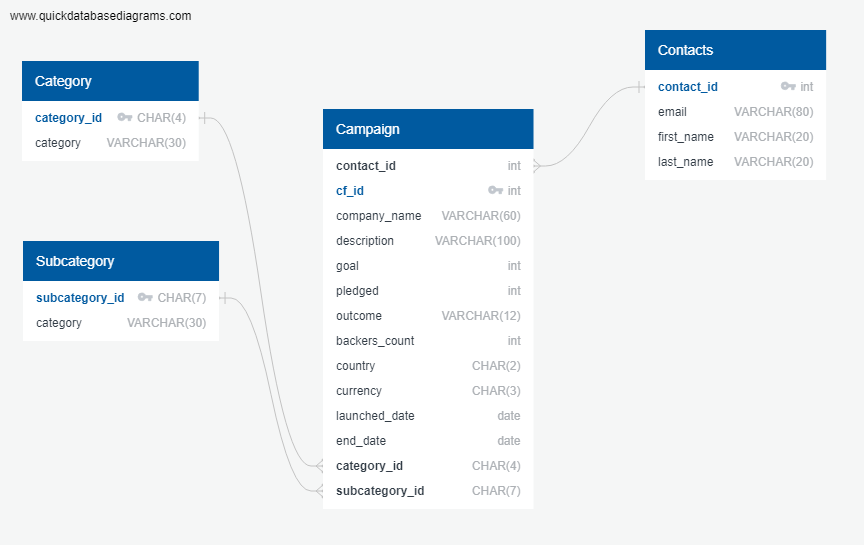 www.quickdatabasediagrams.com
Category
category_id CHAR(4)
category VARCHAR(30)
Subcategory
subcategory_id CHAR(7)
category VARCHAR(30)
Campaign
contact_id int
cf_id int
company_name VARCHAR(60)
description VARCHAR(100)
goal int
pledged int
outcome VARCHAR(12)
backers_count int
country CHAR(2)
currency CHAR(3)
launched_date date
end_date date
category_id CHAR(4)
subcategory_id CHAR(7)
Contacts
contact_id int
email VARCHAR(80)
first_name VARCHAR(20)
last_name VARCHAR(20)